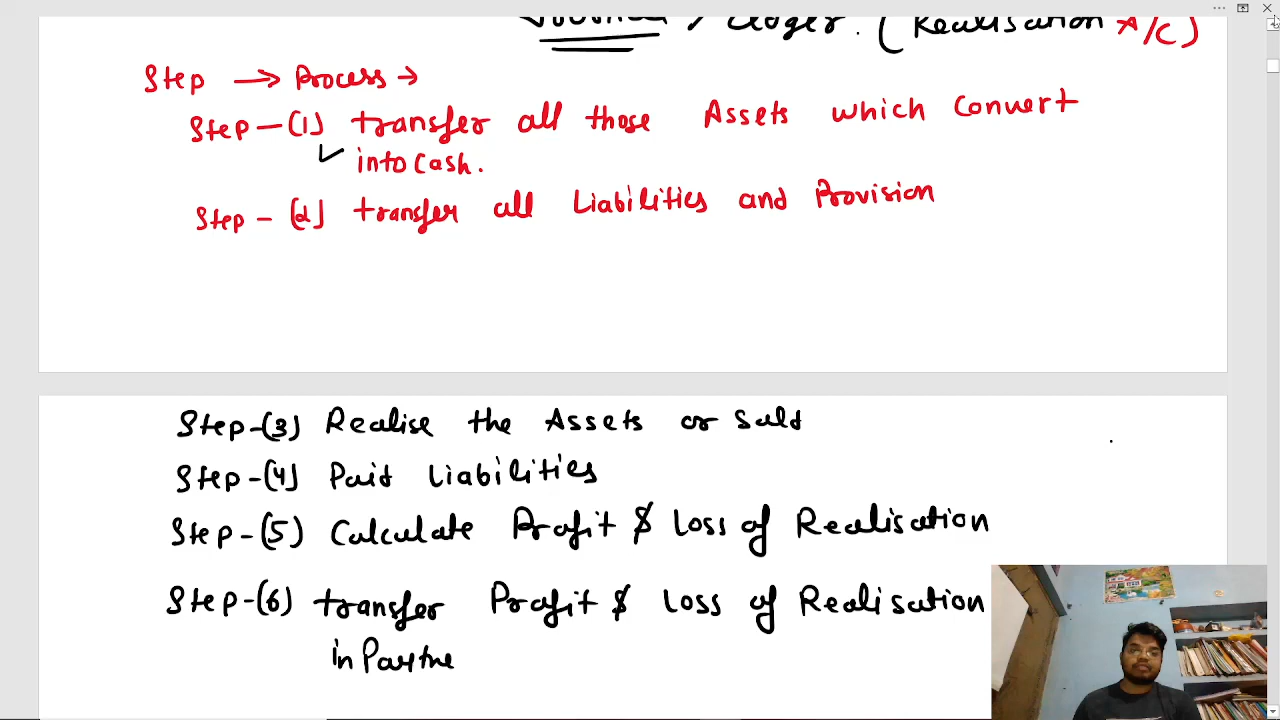 Ledger. (Realisation A/C)
Step → Process →
Step-(1) transfer all those Assets which Convert
into Cash.
Step-(2) transfer all Liabilities and Provision
Step-(3) Realise the Assets or Sald
Step-(4) Paid Liabilities
Step-(5) Calculate Profit $ Loss of Realisation
Step-(6) transfer Profit $ Loss of Realisation
in Partne